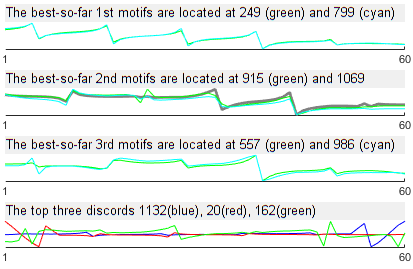 The best-so-far 1st motifs are located at 249 (green) and 799 (cyan)
1 60
The best-so-far 2nd motifs are located at 915 (green) and 1069
1 60
The best-so-far 3rd motifs are located at 557 (green) and 986 (cyan)
1 60
The top three discords 1132(blue), 20(red), 162(green)
1 60